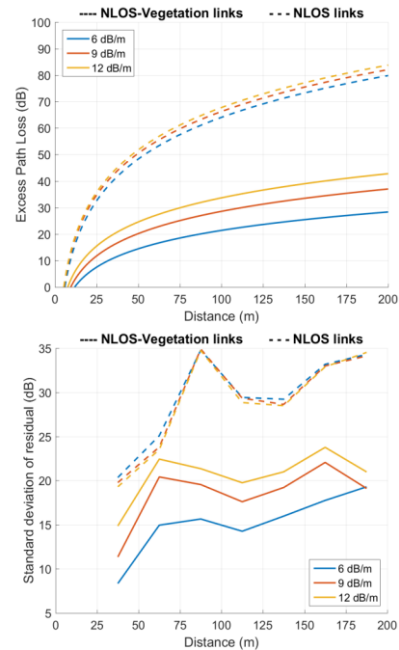 ---- NLOS-Vegetation links   - - - NLOS links
6 dB/m
9 dB/m
12 dB/m
Excess Path Loss (dB)
90
80
70
60
50
40
30
20
10
0
0 25 50 75 100 125 150 175 200
Distance (m)
---- NLOS-Vegetation links   - - - NLOS links
Standard deviation of residual (dB)
35
30
25
20
15
10
5
6 dB/m
9 dB/m
12 dB/m
0 25 50 75 100 125 150 175 200
Distance (m)